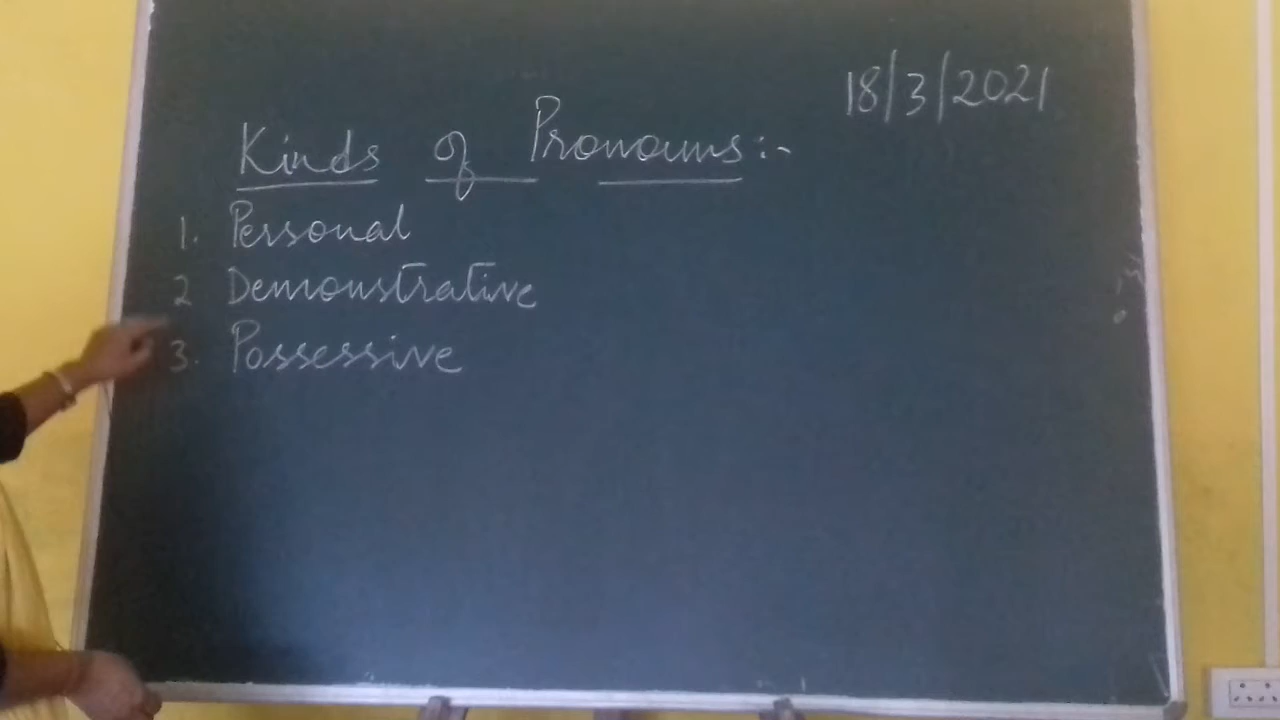 18/3/2021
Kinds of Pronouns:-
1. Personal
2 Demonstrative
3. Possessive